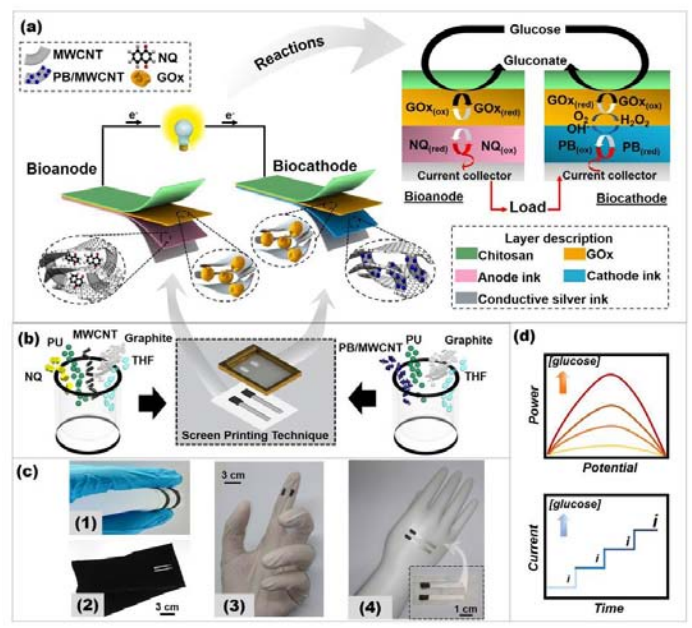 (a)
MWCNT
NQ
PB/MWCNT
GOx
Reactions
Glucose
Gluconate
GOx(ox)
GOx(red)
NQ(red)
NQ(ox)
Current collector
Bioanode
GOx(red)
GOx(ox)
O2
H2O2
OH-
PB(ox)
PB(red)
Current collector
Biocathode
Load
e-
e-
Bioanode
Biocathode
Layer description
Chitosan
GOx
Anode ink
Cathode ink
Conductive silver ink
(b)
PU
MWCNT
Graphite
NQ
THF
Screen Printing Technique
PB/MWCNT
PU
Graphite
THF
(c)
(1)
(2)
3 cm
3 cm
(3)
(4)
1 cm
(d)
[glucose]
Power
Potential
[glucose]
Current
i
i
i
i
Time